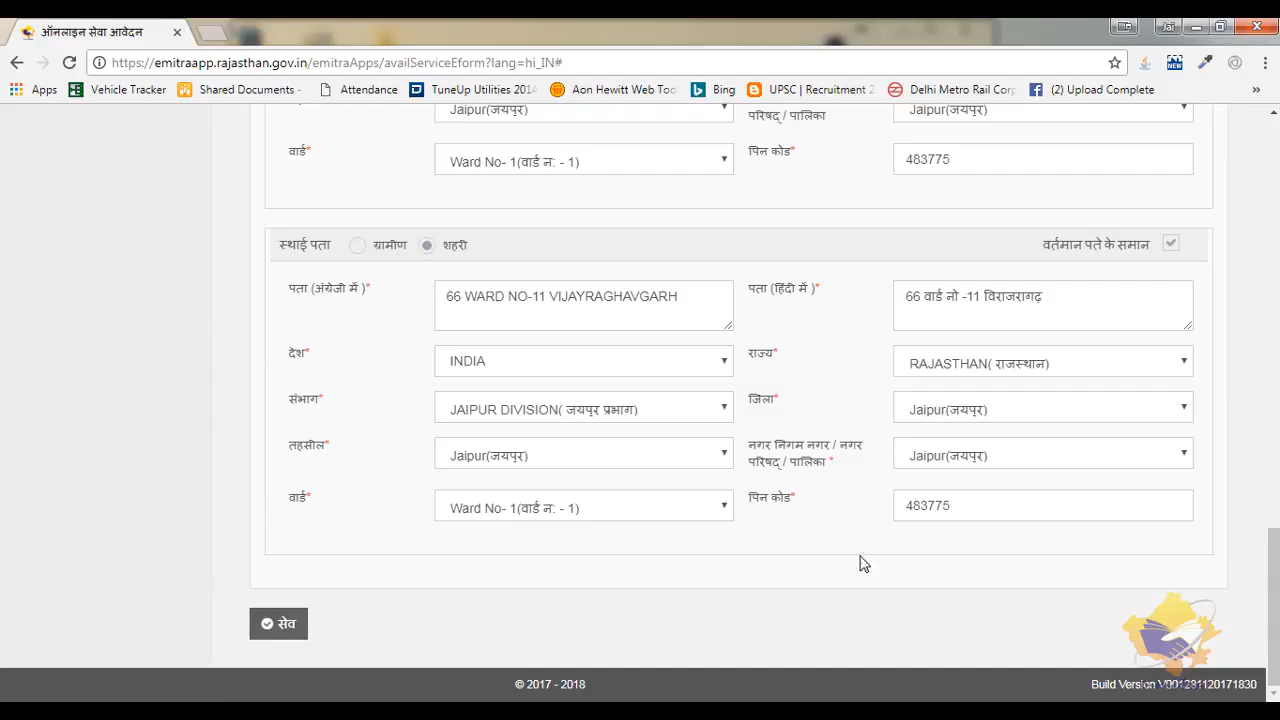 ऑनलाइन सेवा आवेदन
Jai
https://emitraapp.rajasthan.gov.in/emitraApps/availServiceEform?lang=hi_IN#
NEW
Apps Vehicle Tracker Shared Documents - Attendance TuneUp Utilities 2014 Aon Hewitt Web Too Bing UPSC | Recruitment 2 Delhi Metro Rail Corp (2) Upload Complete »
Jaipur(जयपुर) परिषद् / पालिका Jaipur(जयपुर)
वार्ड* Ward No- 1(वार्ड न: - 1) पिन कोड* 483775
स्थाई पता ग्रामीण शहरी वर्तमान पते के समान
पता (अंग्रेजी में )* 66 WARD NO-11 VIJAYRAGHAVGARH पता (हिंदी में )* 66 वार्ड नो -11 विराजरागढ़
देश* INDIA राज्य* RAJASTHAN( राजस्थान)
संभाग* JAIPUR DIVISION( जयपुर प्रभाग) जिला* Jaipur(जयपुर)
तहसील* Jaipur(जयपुर) नगर निगम नगर / नगर परिषद् / पालिका * Jaipur(जयपुर)
वार्ड* Ward No- 1(वार्ड न: - 1) पिन कोड* 483775
सेव
© 2017 - 2018 Build Version V001281120171830